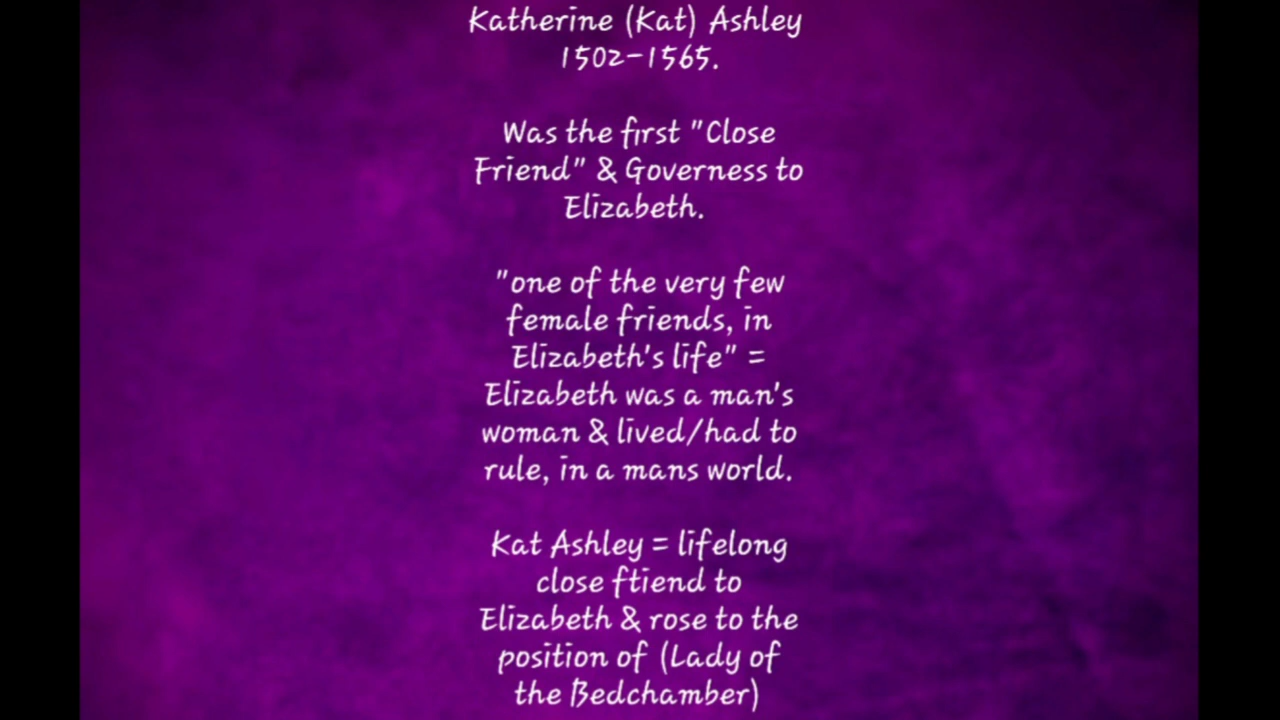 Katherine (Kat) Ashley
1502-1565.
Was the first "Close
Friend" & Governess to
Elizabeth.
"one of the very few
female friends, in
Elizabeth's life" =
Elizabeth was a man's
woman & lived/had to
rule, in a mans world.
Kat Ashley = lifelong
close ftiend to
Elizabeth & rose to the
position of (Lady of
the Bedchamber)